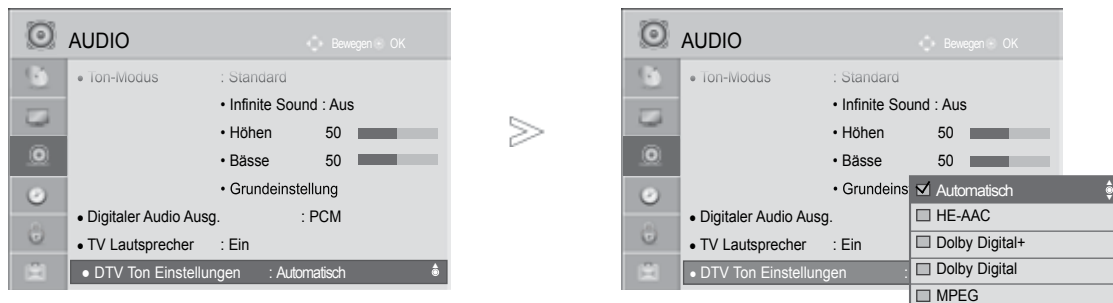 AUDIO
Bewegen OK
• Ton-Modus : Standard
• Infinite Sound : Aus
• Höhen 50
• Bässe 50
• Grundeinstellung
• Digitaler Audio Ausg. : PCM
• TV Lautsprecher : Ein
• DTV Ton Einstellungen : Automatisch
AUDIO
Bewegen OK
• Ton-Modus : Standard
• Infinite Sound : Aus
• Höhen 50
• Bässe 50
• Grundeins
• Digitaler Audio Ausg.
• TV Lautsprecher : Ein
• DTV Ton Einstellungen :
Automatisch
HE-AAC
Dolby Digital+
Dolby Digital
MPEG